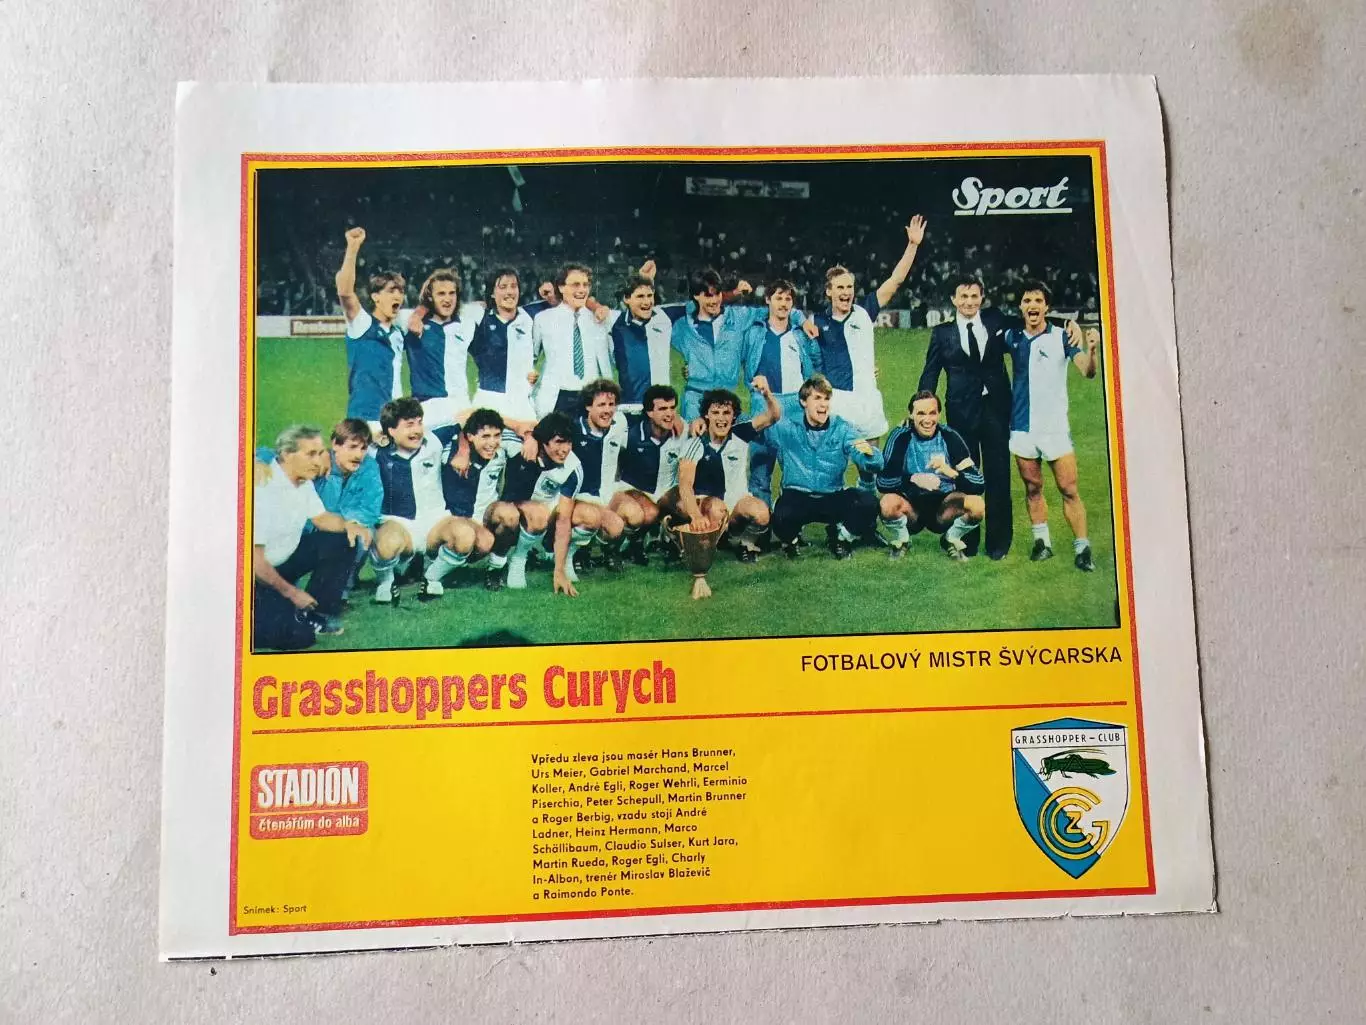 Sport
Grasshoppers Curych
FOTBALOVÝ MISTR ŠVÝCARSKA
STADIÓN
čtenářům do alba
Vpředu zleva jsou masér Hans Brunner,
Urs Meier, Gabriel Marchand, Marcel
Koller, André Egli, Roger Wehrli, Eerminio
Piserchia, Peter Schepull, Martin Brunner
a Roger Berbig, vzadu stojí André
Ladner, Heinz Hermann, Marco
Schällibaum, Claudio Sulser, Kurt Jara,
Martin Rueda, Roger Egli, Charly
In-Albon, trenér Miroslav Blaževič
a Raimondo Ponte.
GRASSHOPPER – CLUB
GCZ
Snímek: Sport